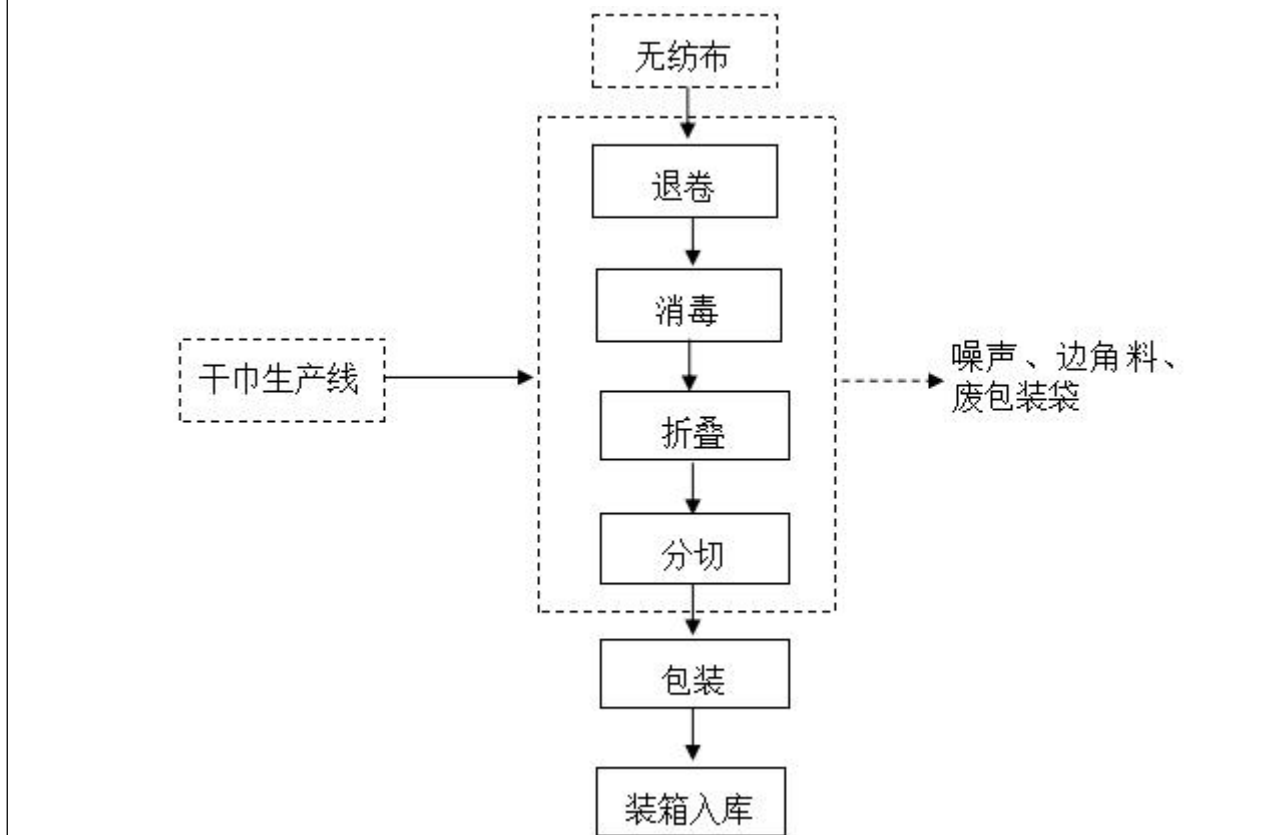 无纺布
退卷
消毒
干巾生产线
噪声、边角料、
废包装袋
折叠
分切
包装
装箱入库